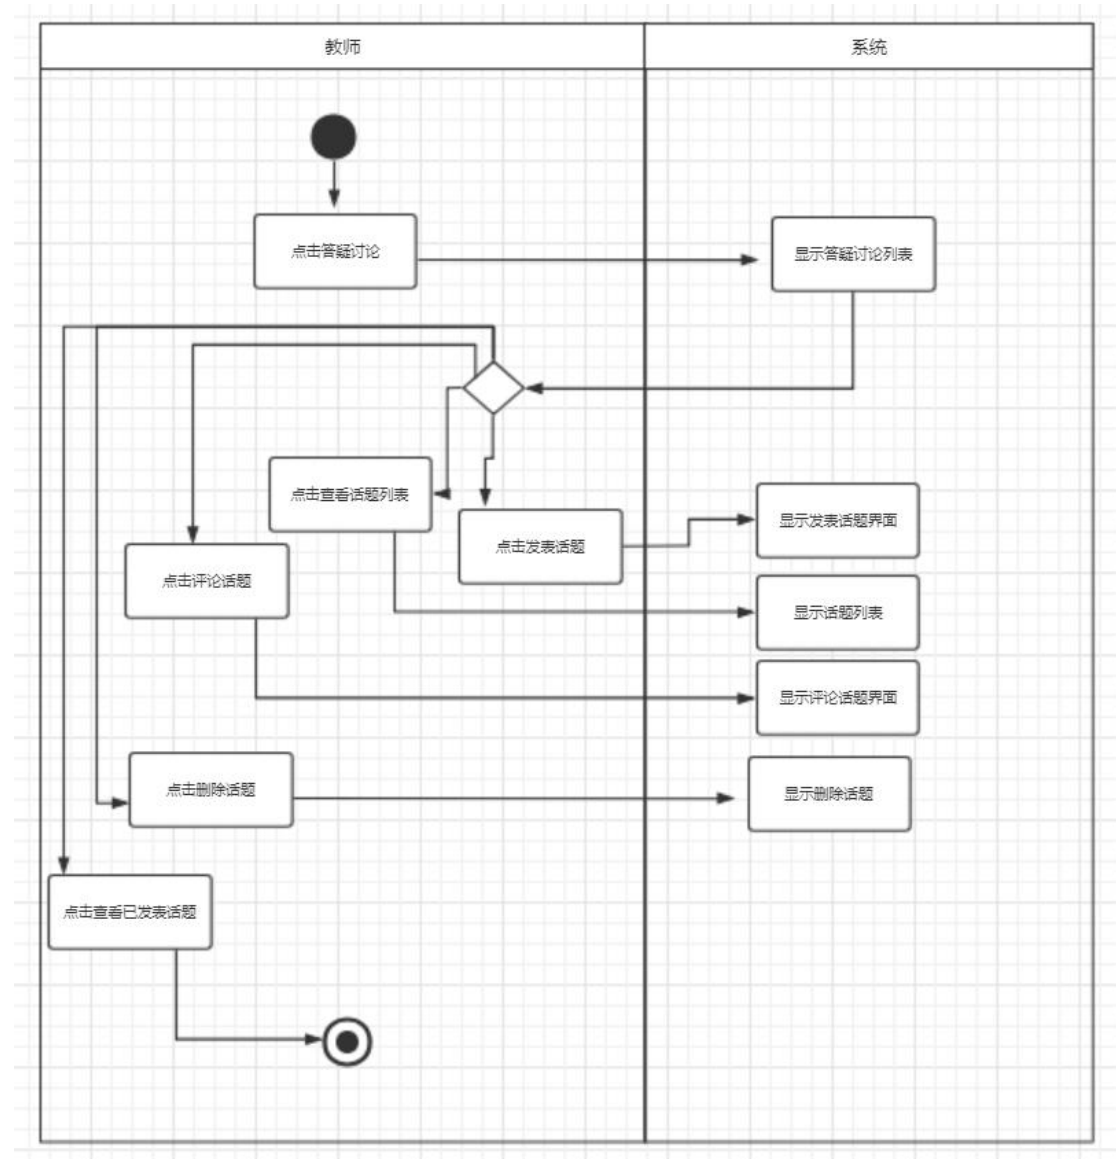 教师
系统
点击答疑讨论
显示答疑讨论列表
点击查看话题列表
点击发表话题
显示发表话题界面
点击评论话题
显示话题列表
显示评论话题界面
点击删除话题
显示删除话题
点击查看已发表话题